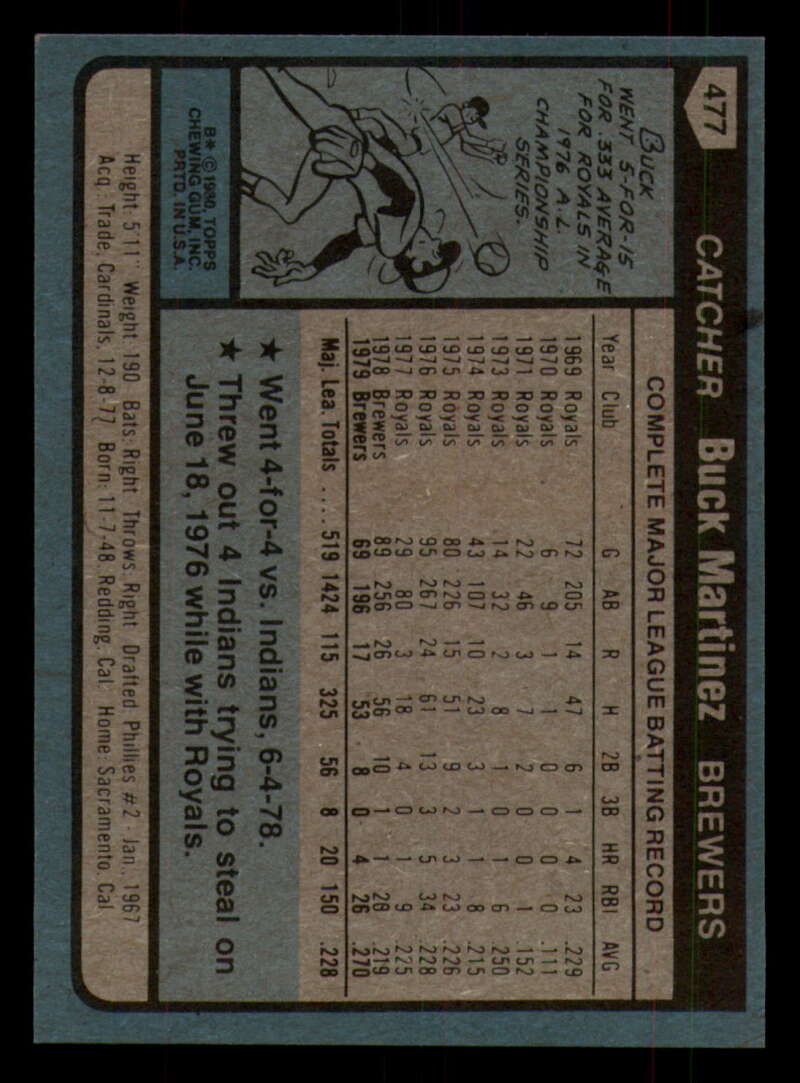 477
CATCHER Buck Martinez BREWERS
BUCK
WENT 5-FOR-15
FOR .333 AVERAGE
FOR ROYALS IN
1976 A.L.
CHAMPIONSHIP
SERIES.
B* © 1980, TOPPS
CHEWING GUM, INC.
PRTD. IN U.S.A.
COMPLETE MAJOR LEAGUE BATTING RECORD
Year Club G AB R H 2B 3B HR RBI AVG
1969 Royals 72 205 14 47 6 1 4 23 .229
1970 Royals 6 9 1 1 0 0 0 0 .111
1971 Royals 22 46 3 7 2 0 0 1 .152
1973 Royals 14 32 2 8 1 0 1 6 .250
1974 Royals 43 107 10 23 3 1 1 8 .215
1975 Royals 80 226 15 51 9 2 3 23 .226
1976 Royals 95 267 24 61 13 3 5 34 .228
1977 Royals 29 80 3 18 4 0 1 9 .225
1978 Brewers 89 256 26 56 10 1 1 28 .219
1979 Brewers 69 196 17 53 8 0 4 26 .270
Maj. Lea. Totals .... 519 1424 115 325 56 8 20 150 .228
★ Went 4-for-4 vs. Indians, 6-4-78.
★ Threw out 4 Indians trying to steal on
June 18, 1976 while with Royals.
Height: 5'11" Weight: 190 Bats: Right Throws: Right Drafted: Phillies #2 - Jan., 1967
Acq: Trade, Cardinals, 12-8-77 Born: 11-7-48, Redding, Cal. Home: Sacramento, Cal